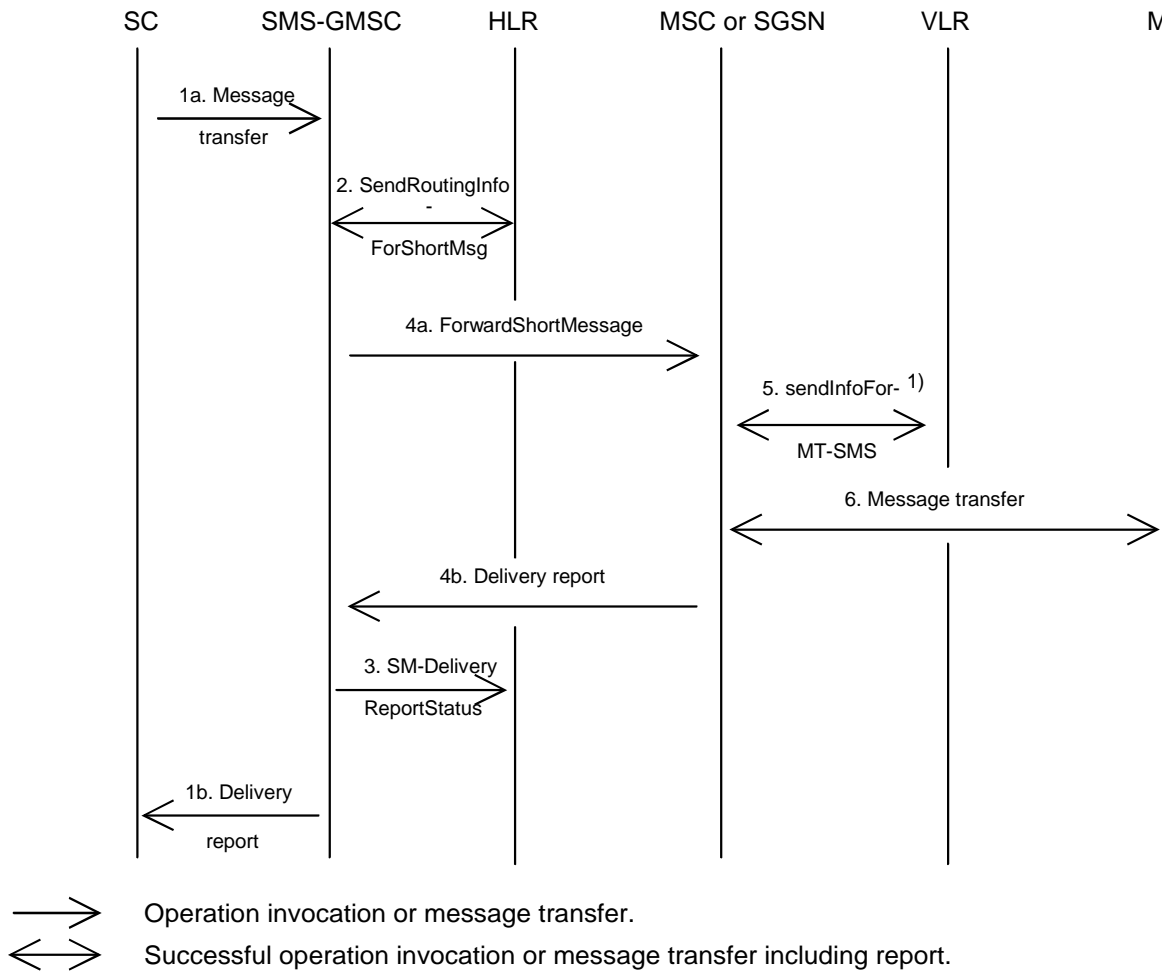 SC SMS-GMSC HLR MSC or SGSN VLR M
1a. Message
transfer
2. SendRoutingInfo
-
ForShortMsg
4a. ForwardShortMessage
5. sendInfoFor- 1)
MT-SMS
6. Message transfer
4b. Delivery report
3. SM-Delivery
ReportStatus
1b. Delivery
report
Operation invocation or message transfer.
Successful operation invocation or message transfer including report.